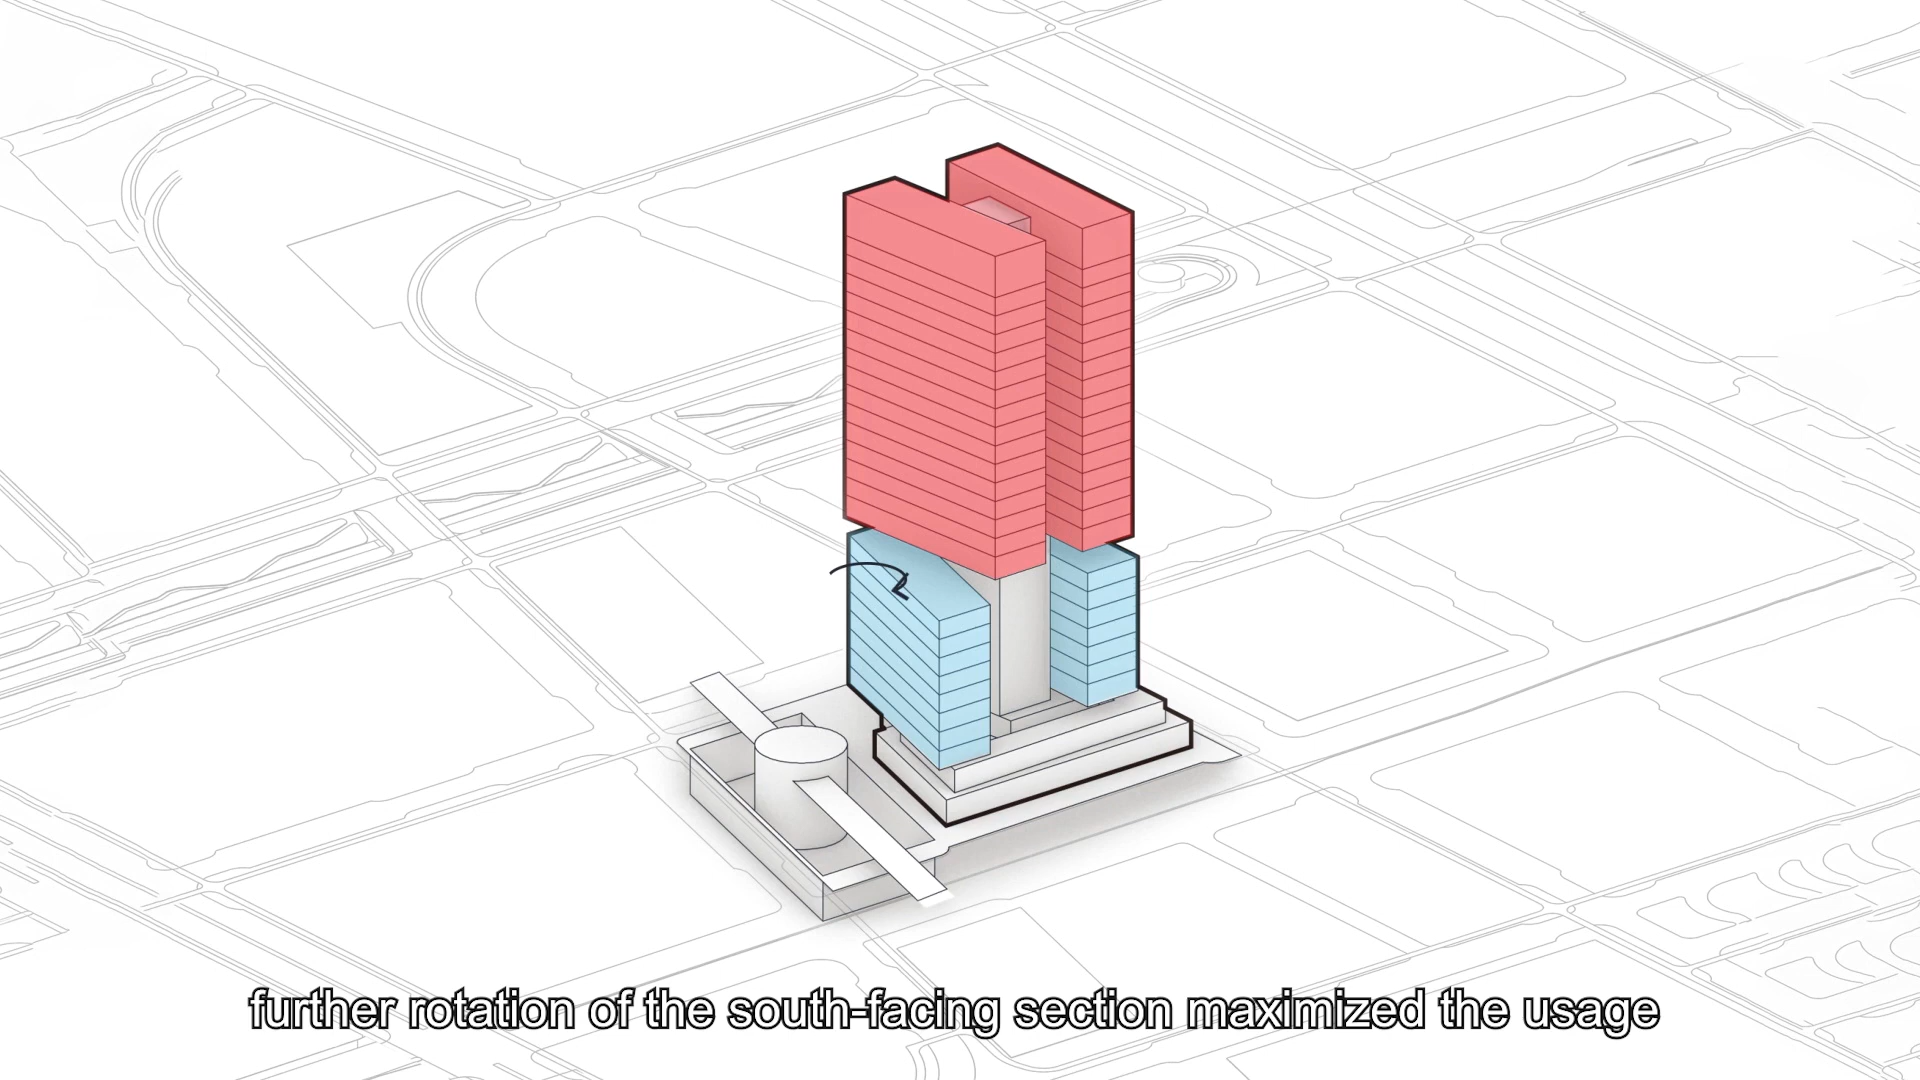 further rotation of the south-facing section maximized the usage